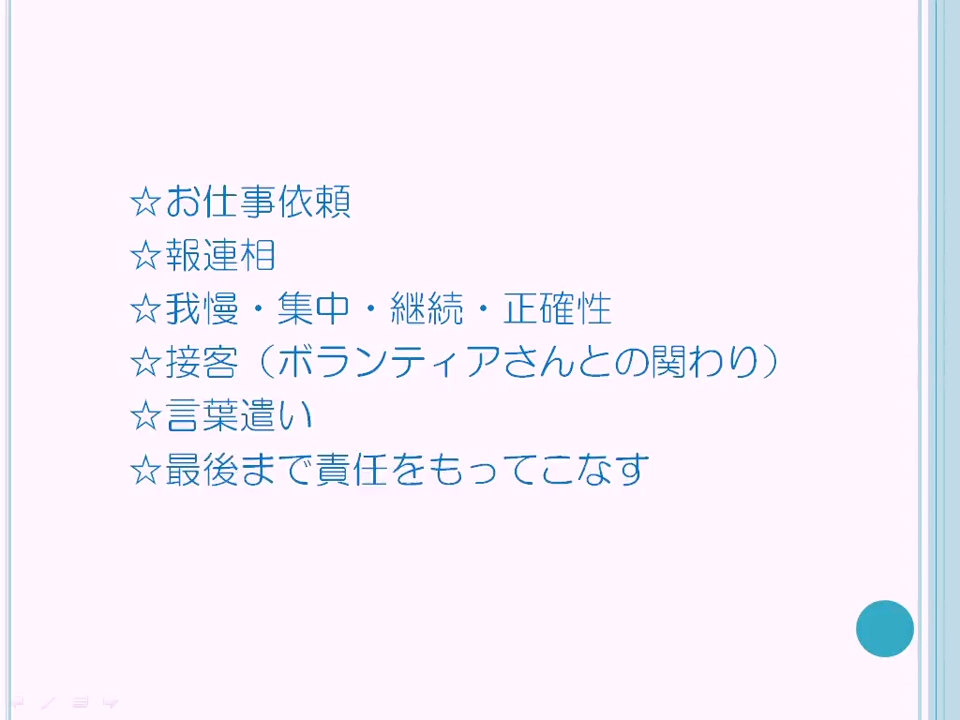 ☆お仕事依頼
☆報連相
☆我慢・集中・継続・正確性
☆接客（ボランティアさんとの関わり）
☆言葉遣い
☆最後まで責任をもってこなす